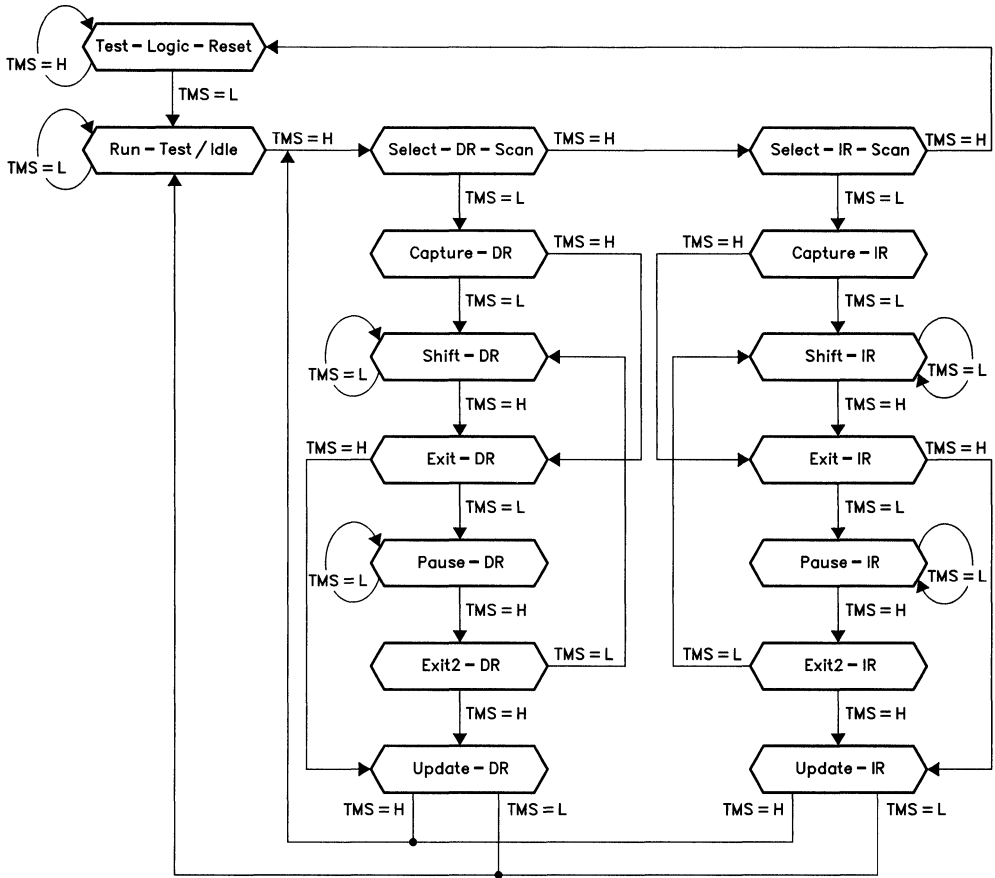 Test – Logic – Reset
TMS = H
TMS = L
Run – Test / Idle
TMS = H
Select – DR – Scan
TMS = H
Select – IR – Scan
TMS = H
TMS = L
TMS = L
TMS = L
Capture – DR
TMS = H
TMS = H
Capture – IR
TMS = L
TMS = L
Shift – DR
Shift – IR
TMS = L
TMS = L
TMS = H
TMS = H
TMS = H
Exit – DR
Exit – IR
TMS = H
TMS = L
TMS = L
Pause – DR
Pause – IR
TMS = L
TMS = L
TMS = H
TMS = H
Exit2 – DR
TMS = L
TMS = L
Exit2 – IR
TMS = H
TMS = H
Update – DR
Update – IR
TMS = H
TMS = L
TMS = H
TMS = L